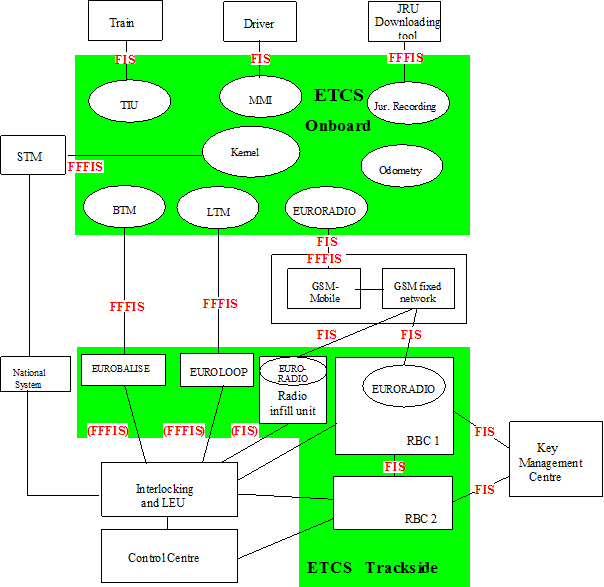 Train
Driver
JRU
Downloading
tool
FIS
FIS
FFFIS
TIU
MMI
ETCS
Onboard
Jur. Recording
STM
FFFIS
Kernel
Odometry
BTM
LTM
EURORADIO
FIS
FFFIS
GSM-
Mobile
GSM fixed
network
FFFIS
FFFIS
FIS
FIS
National
System
EUROBALISE
EUROLOOP
EURO-
RADIO
Radio
infill unit
EURORADIO
RBC 1
(FFFIS)
(FFFIS)
(FIS)
FIS
Key
Management
Centre
FIS
FIS
Interlocking
and LEU
RBC 2
Control Centre
ETCS Trackside